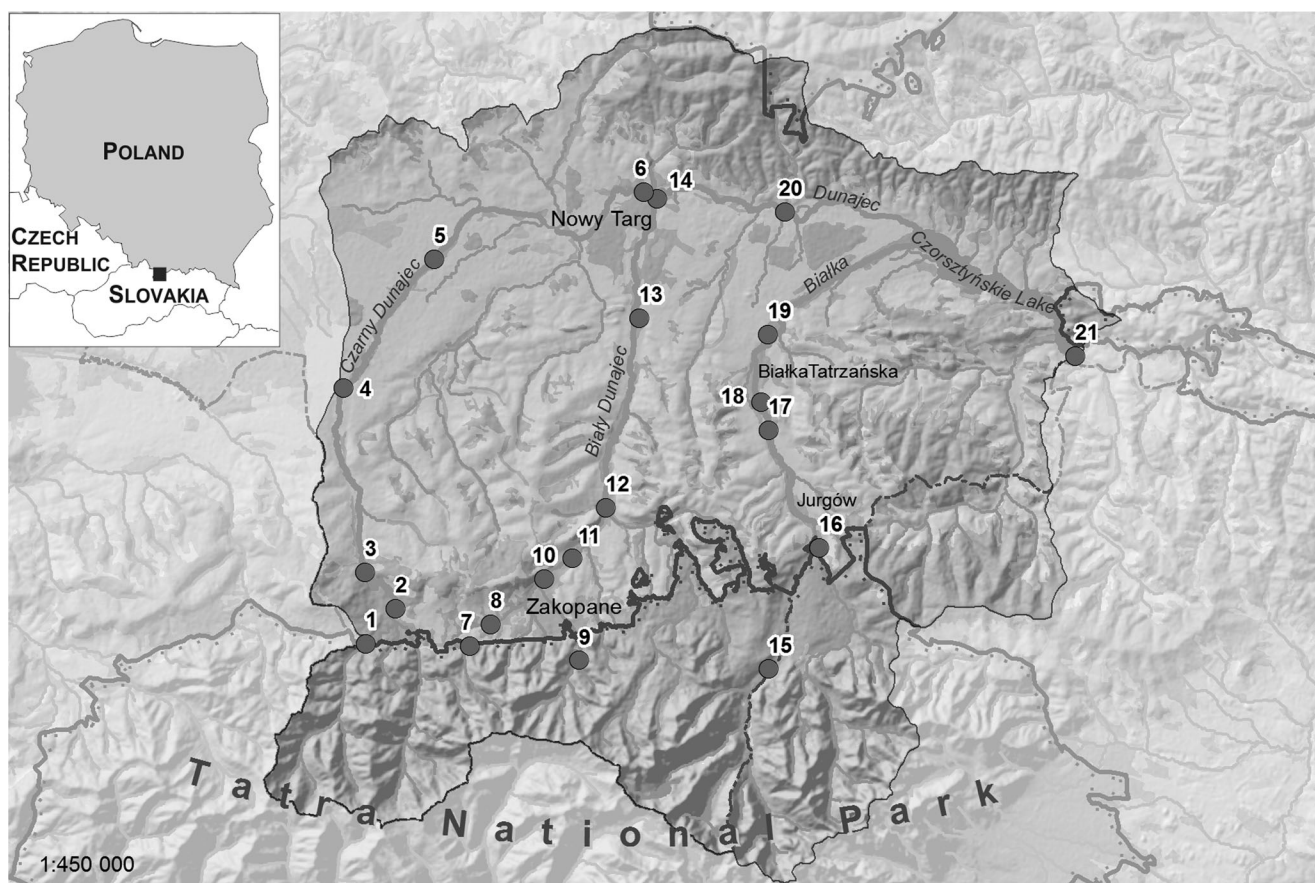 POLAND
CZECH
REPUBLIC
SLOVAKIA
6
14
20
Dunajec
Nowy Targ
5
Czorsztyńskie Lake
Białka
Czarny Dunajec
13
19
21
4
BiałkaTatrzańska
18
17
Biały Dunajec
12
Jurgów
16
11
10
3
2
Zakopane
8
1
7
9
15
Tatra National Park
1:450 000